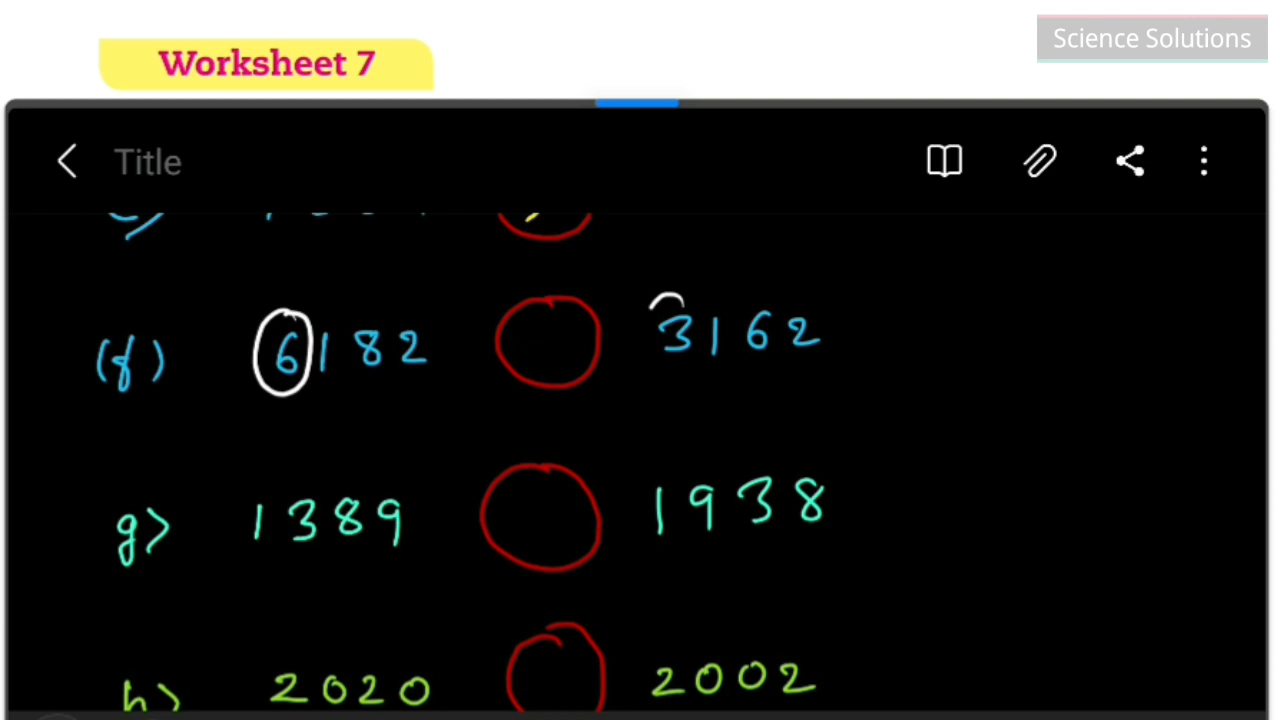 Science Solutions
Worksheet 7
Title
(f) 6182 3162
g> 1389 1938
h> 2020 2002